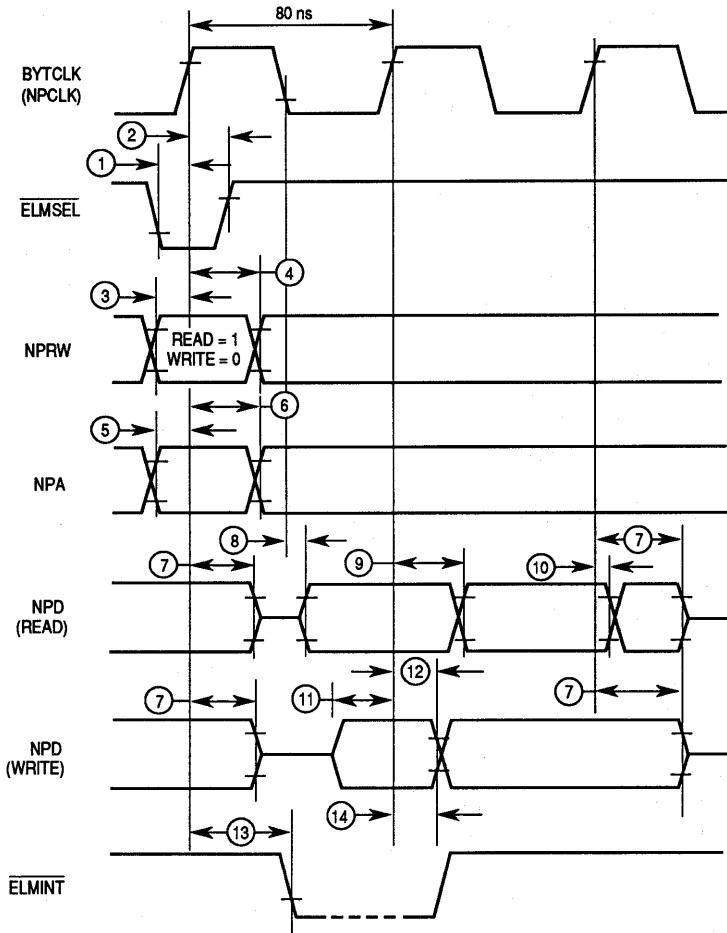 80 ns
BYTCLK
(NPCLK)
2
1
ELMSEL
4
3
READ = 1
WRITE = 0
NPRW
6
5
NPA
8
7
9
10
7
NPD
(READ)
12
7
11
7
NPD
(WRITE)
14
13
ELMINT